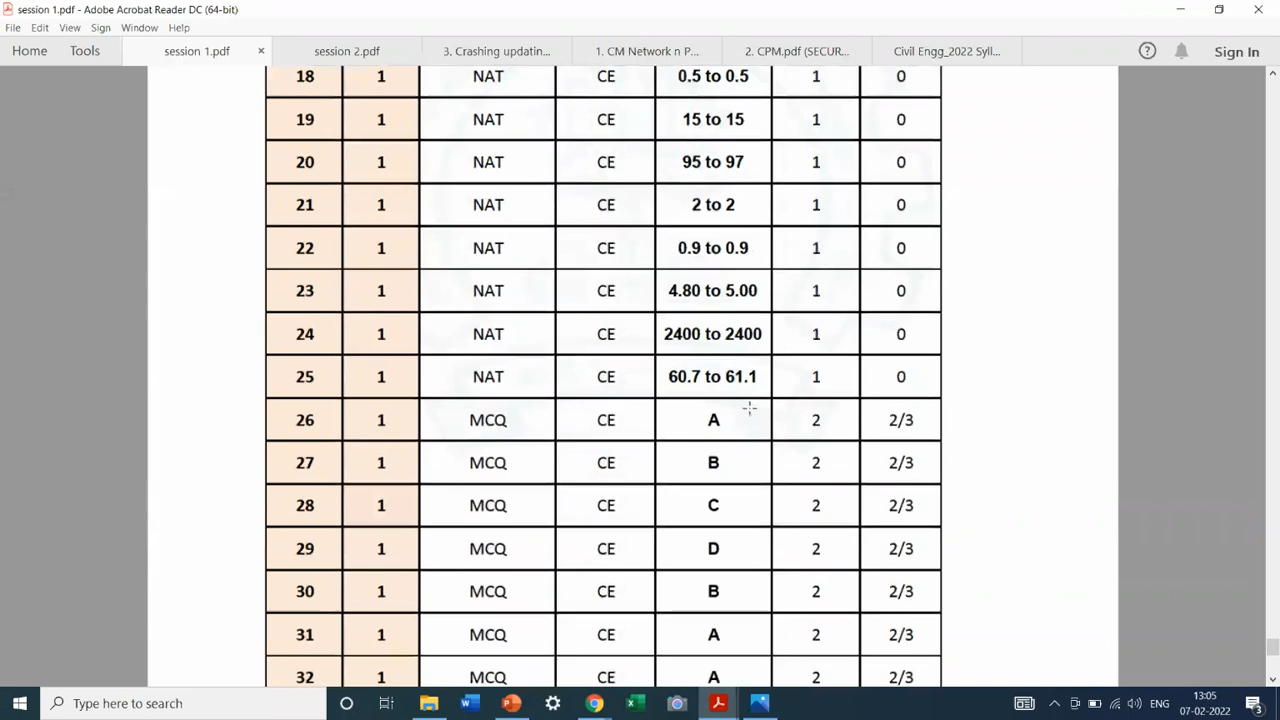 session 1.pdf - Adobe Acrobat Reader DC (64-bit)
File Edit View Sign Window Help
Home Tools session 1.pdf × session 2.pdf 3. Crashing updatin... 1. CM Network n P... 2. CPM.pdf (SECUR... Civil Engg_2022 Syll... Sign In
18 1 NAT CE 0.5 to 0.5 1 0
19 1 NAT CE 15 to 15 1 0
20 1 NAT CE 95 to 97 1 0
21 1 NAT CE 2 to 2 1 0
22 1 NAT CE 0.9 to 0.9 1 0
23 1 NAT CE 4.80 to 5.00 1 0
24 1 NAT CE 2400 to 2400 1 0
25 1 NAT CE 60.7 to 61.1 1 0
26 1 MCQ CE A 2 2/3
27 1 MCQ CE B 2 2/3
28 1 MCQ CE C 2 2/3
29 1 MCQ CE D 2 2/3
30 1 MCQ CE B 2 2/3
31 1 MCQ CE A 2 2/3
32 1 MCQ CE A 2 2/3
Type here to search
ENG
13:05
07-02-2022
3